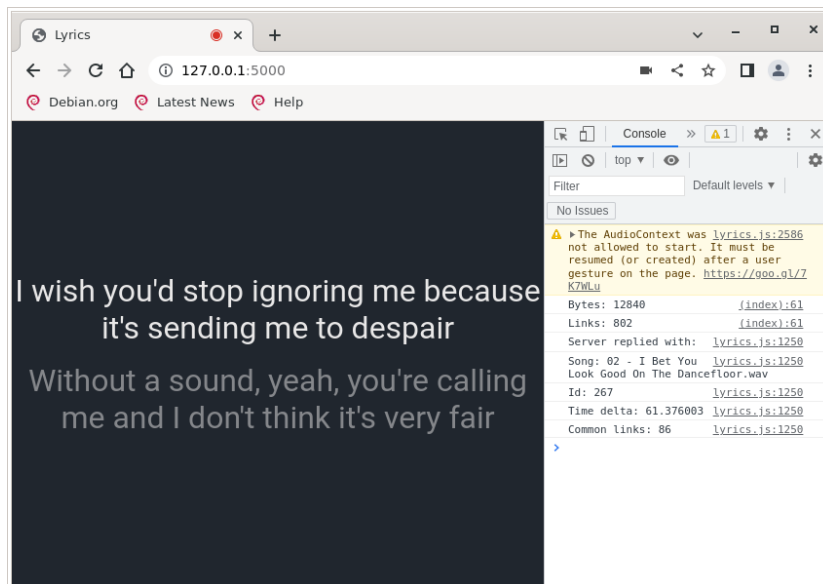 Lyrics
127.0.0.1:5000
Debian.org Latest News Help
I wish you'd stop ignoring me because
it's sending me to despair
Without a sound, yeah, you're calling
me and I don't think it's very fair
Console 1
top
Filter Default levels
No Issues
The AudioContext was lyrics.js:2586
not allowed to start. It must be
resumed (or created) after a user
gesture on the page. https://goo.gl/7
K7WLu
Bytes: 12840 (index):61
Links: 802 (index):61
Server replied with: lyrics.js:1250
Song: 02 - I Bet You lyrics.js:1250
Look Good On The Dancefloor.wav
Id: 267 lyrics.js:1250
Time delta: 61.376003 lyrics.js:1250
Common links: 86 lyrics.js:1250